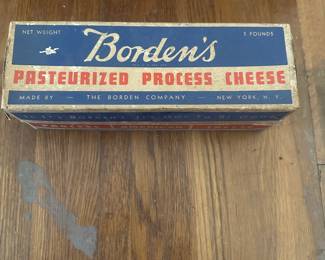 NET WEIGHT 5 POUNDS
Borden's
PASTEURIZED PROCESS CHEESE
MADE BY — THE BORDEN COMPANY — NEW YORK, N. Y.